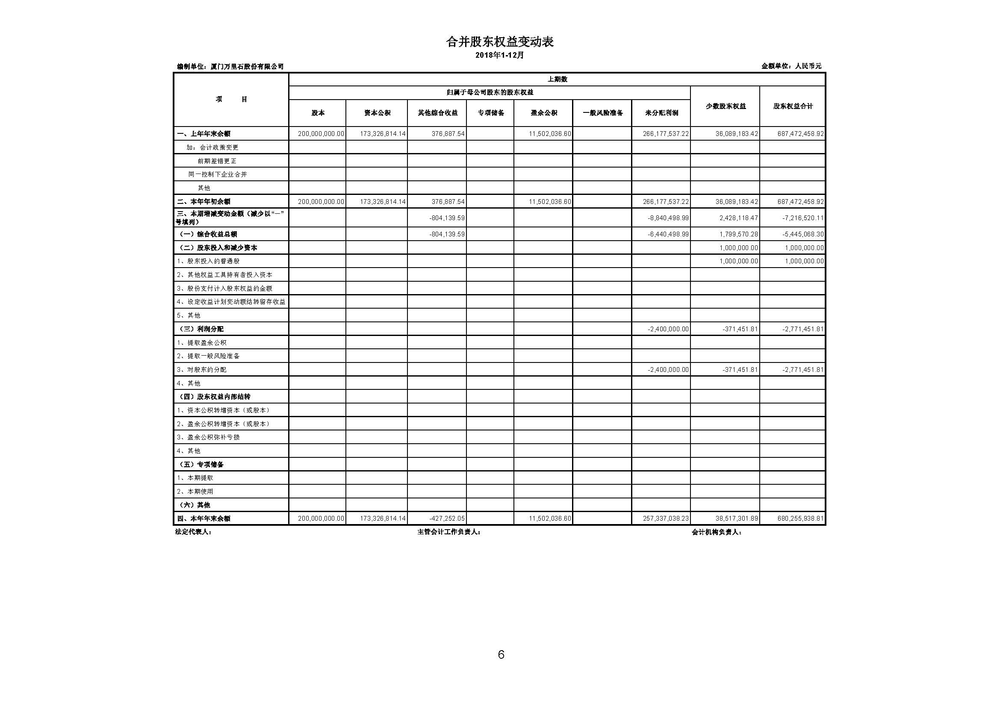 合并股东权益变动表
2018年1-12月
编制单位：厦门万里石股份有限公司 金额单位：人民币元
项 目 上期数
归属于母公司股东的股东权益 少数股东权益 股东权益合计
股本 资本公积 其他综合收益 专项储备 盈余公积 一般风险准备 未分配利润
一、上年年末余额 200,000,000.00 173,326,814.14 376,887.54 11,502,036.60 266,177,537.22 36,089,183.42 687,472,458.92
加：会计政策变更
前期差错更正
同一控制下企业合并
其他
二、本年年初余额 200,000,000.00 173,326,814.14 376,887.54 11,502,036.60 266,177,537.22 36,089,183.42 687,472,458.92
三、本期增减变动金额（减少以“－”
号填列） -804,139.59 -8,840,498.99 2,428,118.47 -7,216,520.11
（一）综合收益总额 -804,139.59 -6,440,498.99 1,799,570.28 -5,445,068.30
（二）股东投入和减少资本 1,000,000.00 1,000,000.00
1、股东投入的普通股 1,000,000.00 1,000,000.00
2、其他权益工具持有者投入资本
3、股份支付计入股东权益的金额
4、设定收益计划变动额结转留存收益
5、其他
（三）利润分配 -2,400,000.00 -371,451.81 -2,771,451.81
1、提取盈余公积
2、提取一般风险准备
3、对股东的分配 -2,400,000.00 -371,451.81 -2,771,451.81
4、其他
（四）股东权益内部结转
1、资本公积转增资本（或股本）
2、盈余公积转增资本（或股本）
3、盈余公积弥补亏损
4、其他
（五）专项储备
1、本期提取
2、本期使用
（六）其他
四、本年年末余额 200,000,000.00 173,326,814.14 -427,252.05 11,502,036.60 257,337,038.23 38,517,301.89 680,255,938.81
法定代表人： 主管会计工作负责人： 会计机构负责人：
6